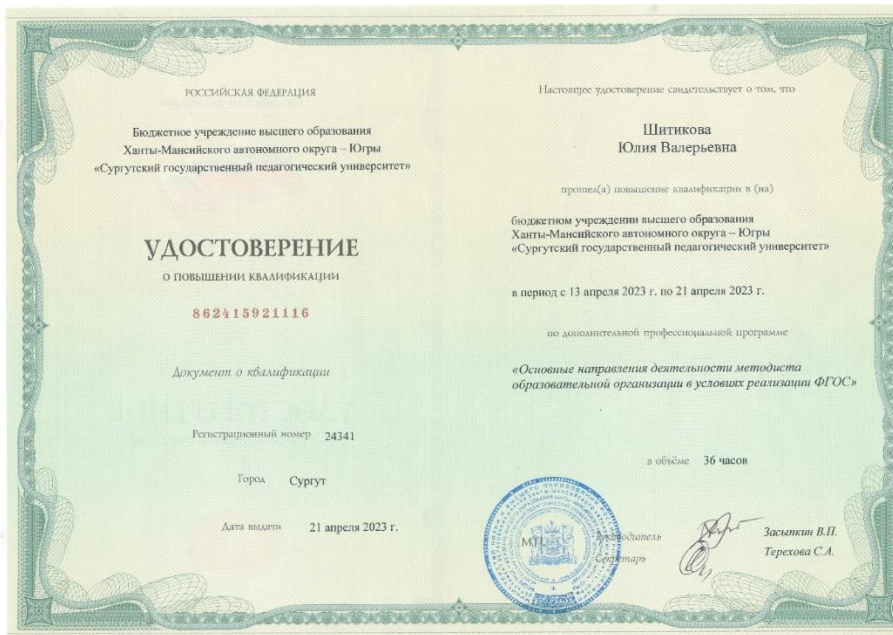 РОССИЙСКАЯ ФЕДЕРАЦИЯ
Бюджетное учреждение высшего образования
Ханты-Мансийского автономного округа – Югры
«Сургутский государственный педагогический университет»
УДОСТОВЕРЕНИЕ
О ПОВЫШЕНИИ КВАЛИФИКАЦИИ
862415921116
Документ о квалификации
Регистрационный номер 24341
Город Сургут
Дата выдачи 21 апреля 2023 г.
Настоящее удостоверение свидетельствует о том, что
Шитикова
Юлия Валерьевна
прошел(а) повышение квалификации в (на)
бюджетном учреждении высшего образования
Ханты-Мансийского автономного округа – Югры
«Сургутский государственный педагогический университет»
в период с 13 апреля 2023 г. по 21 апреля 2023 г.
по дополнительной профессиональной программе
«Основные направления деятельности методиста
образовательной организации в условиях реализации ФГОС»
в объёме 36 часов
М.П.
Руководитель Засыпкин В.П.
Секретарь Терехова С.А.